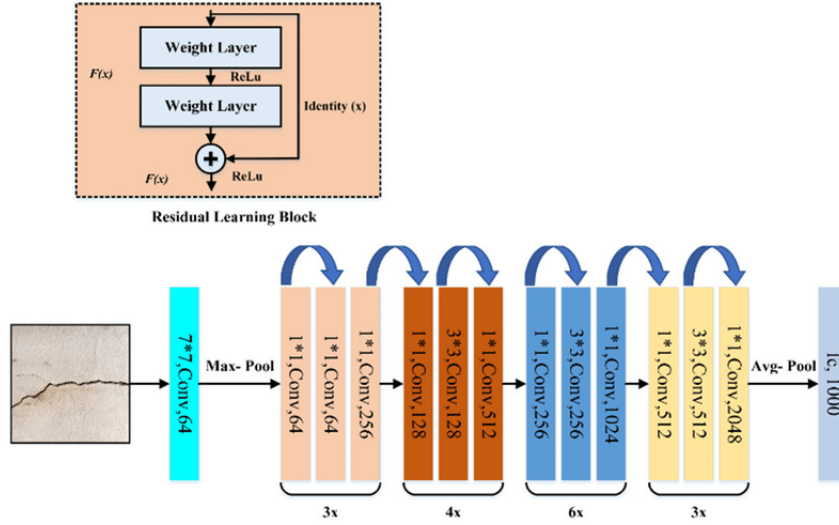 Weight Layer
F(x)
ReLu
Weight Layer
Identity (x)
+
F(x)
ReLu
Residual Learning Block
7*7,Conv,64
Max- Pool
1*1,Conv,64
1*1,Conv,64
1*1,Conv,256
1*1,Conv,128
3*3,Conv,128
1*1,Conv,512
1*1,Conv,256
3*3,Conv,256
1*1,Conv,1024
1*1,Conv,512
3*3,Conv,512
1*1,Conv,2048
Avg- Pool
fc, 1000
3x
4x
6x
3x